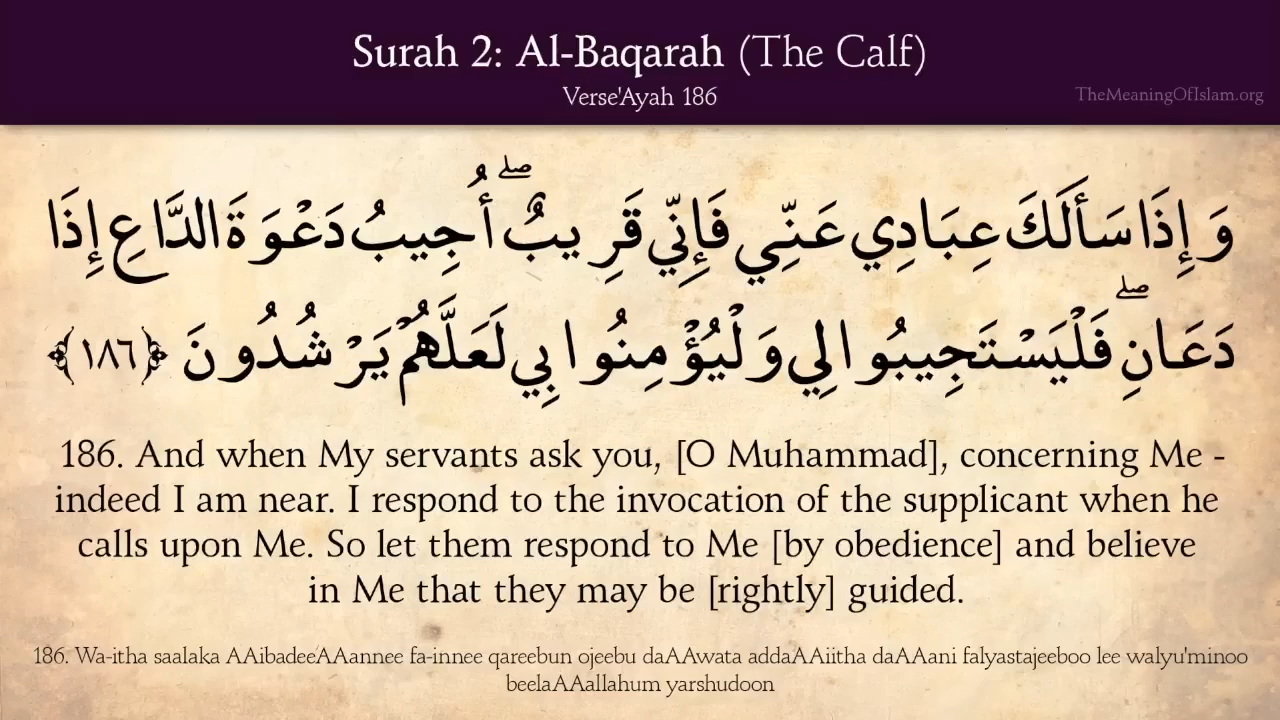 Surah 2: Al-Baqarah (The Calf)
Verse'Ayah 186
TheMeaningOfIslam.org
وَإِذَا سَأَلَكَ عِبَادِي عَنِّي فَإِنِّي قَرِيبٌ ۖ أُجِيبُ دَعْوَةَ الدَّاعِ إِذَا
دَعَانِ ۖ فَلْيَسْتَجِيبُوا لِي وَلْيُؤْمِنُوا بِي لَعَلَّهُمْ يَرْشُدُونَ ﴿١٨٦﴾
186. And when My servants ask you, [O Muhammad], concerning Me -
indeed I am near. I respond to the invocation of the supplicant when he
calls upon Me. So let them respond to Me [by obedience] and believe
in Me that they may be [rightly] guided.
186. Wa-itha saalaka AAibadeeAAannee fa-innee qareebun ojeebu daAAwata addaAAiitha daAAani falyastajeeboo lee walyu'minoo
beelaAAallahum yarshudoon